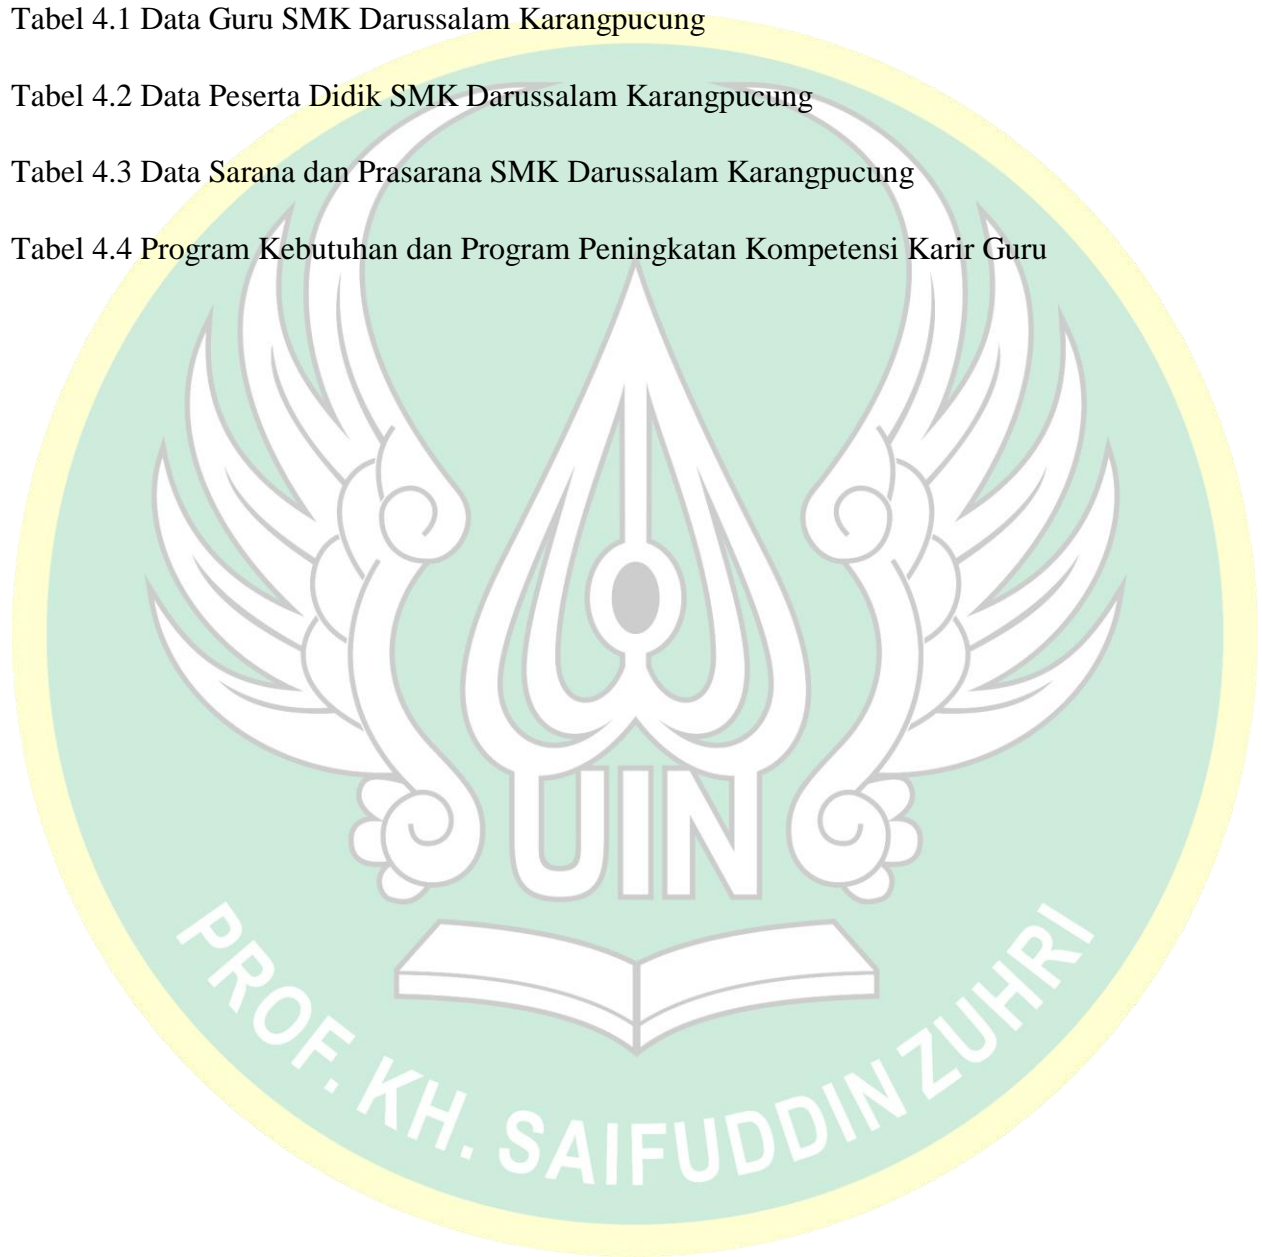 Tabel 4.1 Data Guru SMK Darussalam Karangpucung
Tabel 4.2 Data Peserta Didik SMK Darussalam Karangpucung
Tabel 4.3 Data Sarana dan Prasarana SMK Darussalam Karangpucung
Tabel 4.4 Program Kebutuhan dan Program Peningkatan Kompetensi Karir Guru
UIN
PROF. KH. SAIFUDDIN ZUHRI